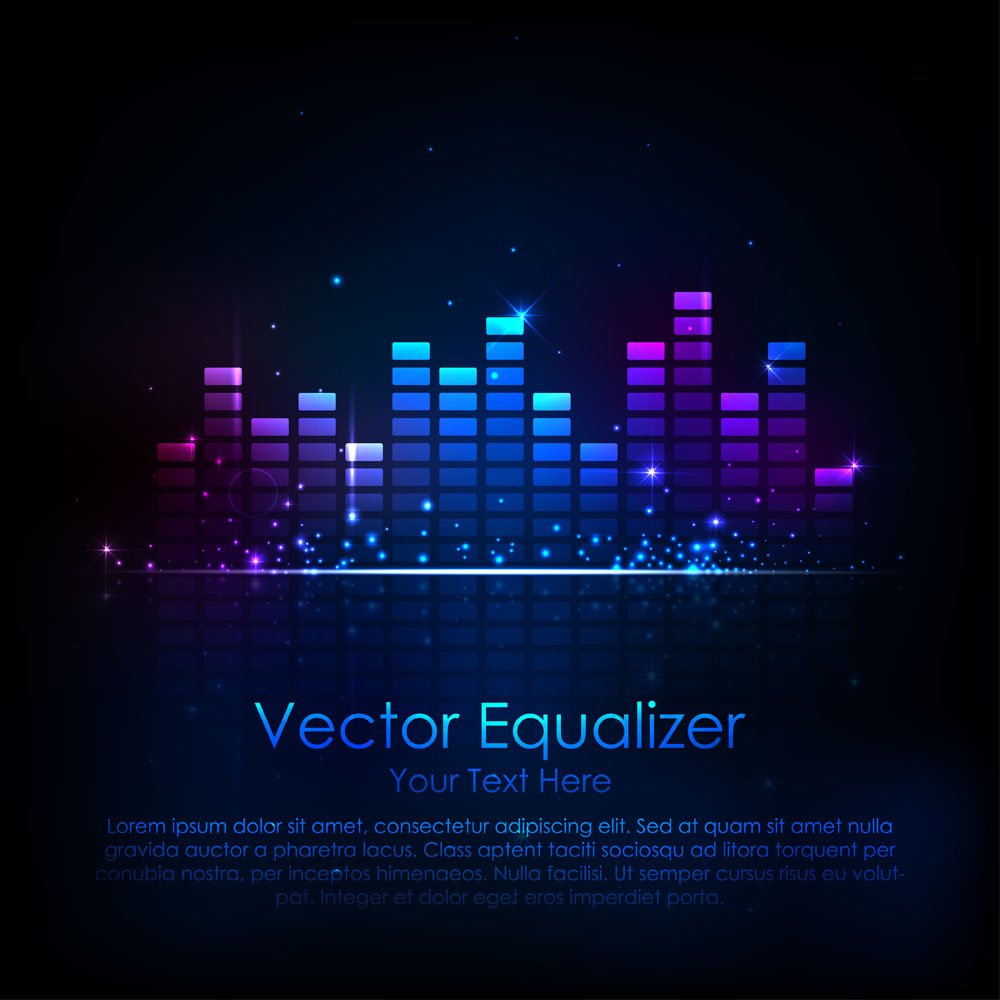 Vector Equalizer
Your Text Here
Lorem ipsum dolor sit amet, consectetur adipiscing elit. Sed at quam sit amet nulla
gravida auctor a pharetra lacus. Class aptent taciti sociosqu ad litora torquent per
conubia nostra, per inceptos himenaeos. Nulla facilisi. Ut semper cursus risus eu volut-
pat. Integer et dolor eget eros imperdiet porta.